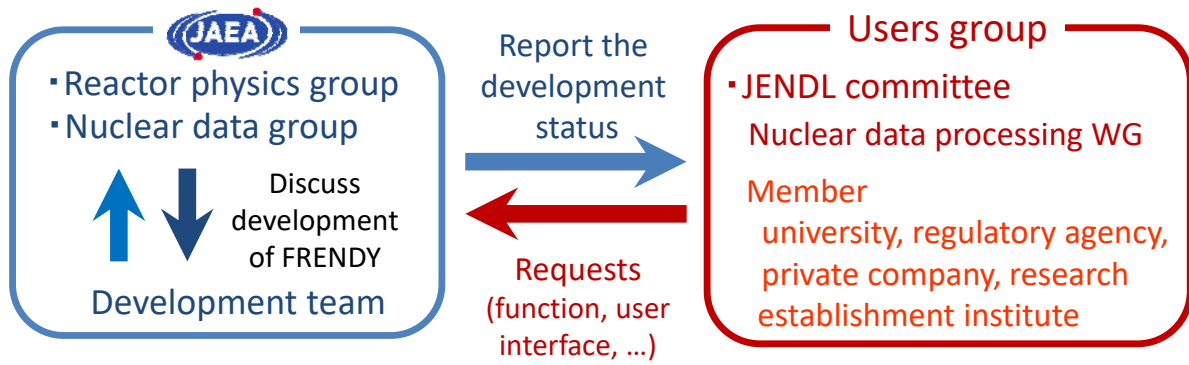 JAEA
・Reactor physics group
・Nuclear data group
Discuss
development
of FRENDY
Development team
Report the
development
status
Requests
(function, user
interface, …)
Users group
・JENDL committee
Nuclear data processing WG
Member
university, regulatory agency,
private company, research
establishment institute